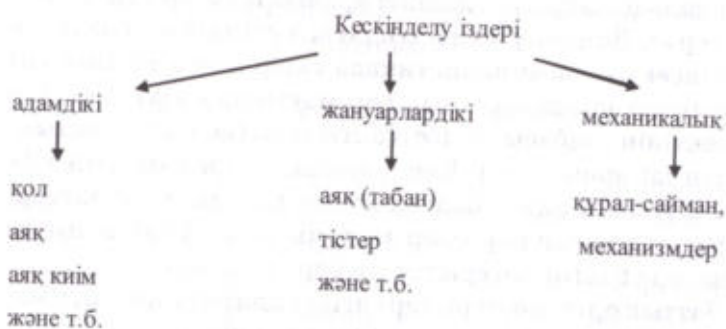 Кескінделу іздері
адамдікі
қол
аяқ
аяқ киім
және т.б.
жануарлардікі
аяқ (табан)
тістер
және т.б.
механикалық
құрал-сайман,
механизмдер